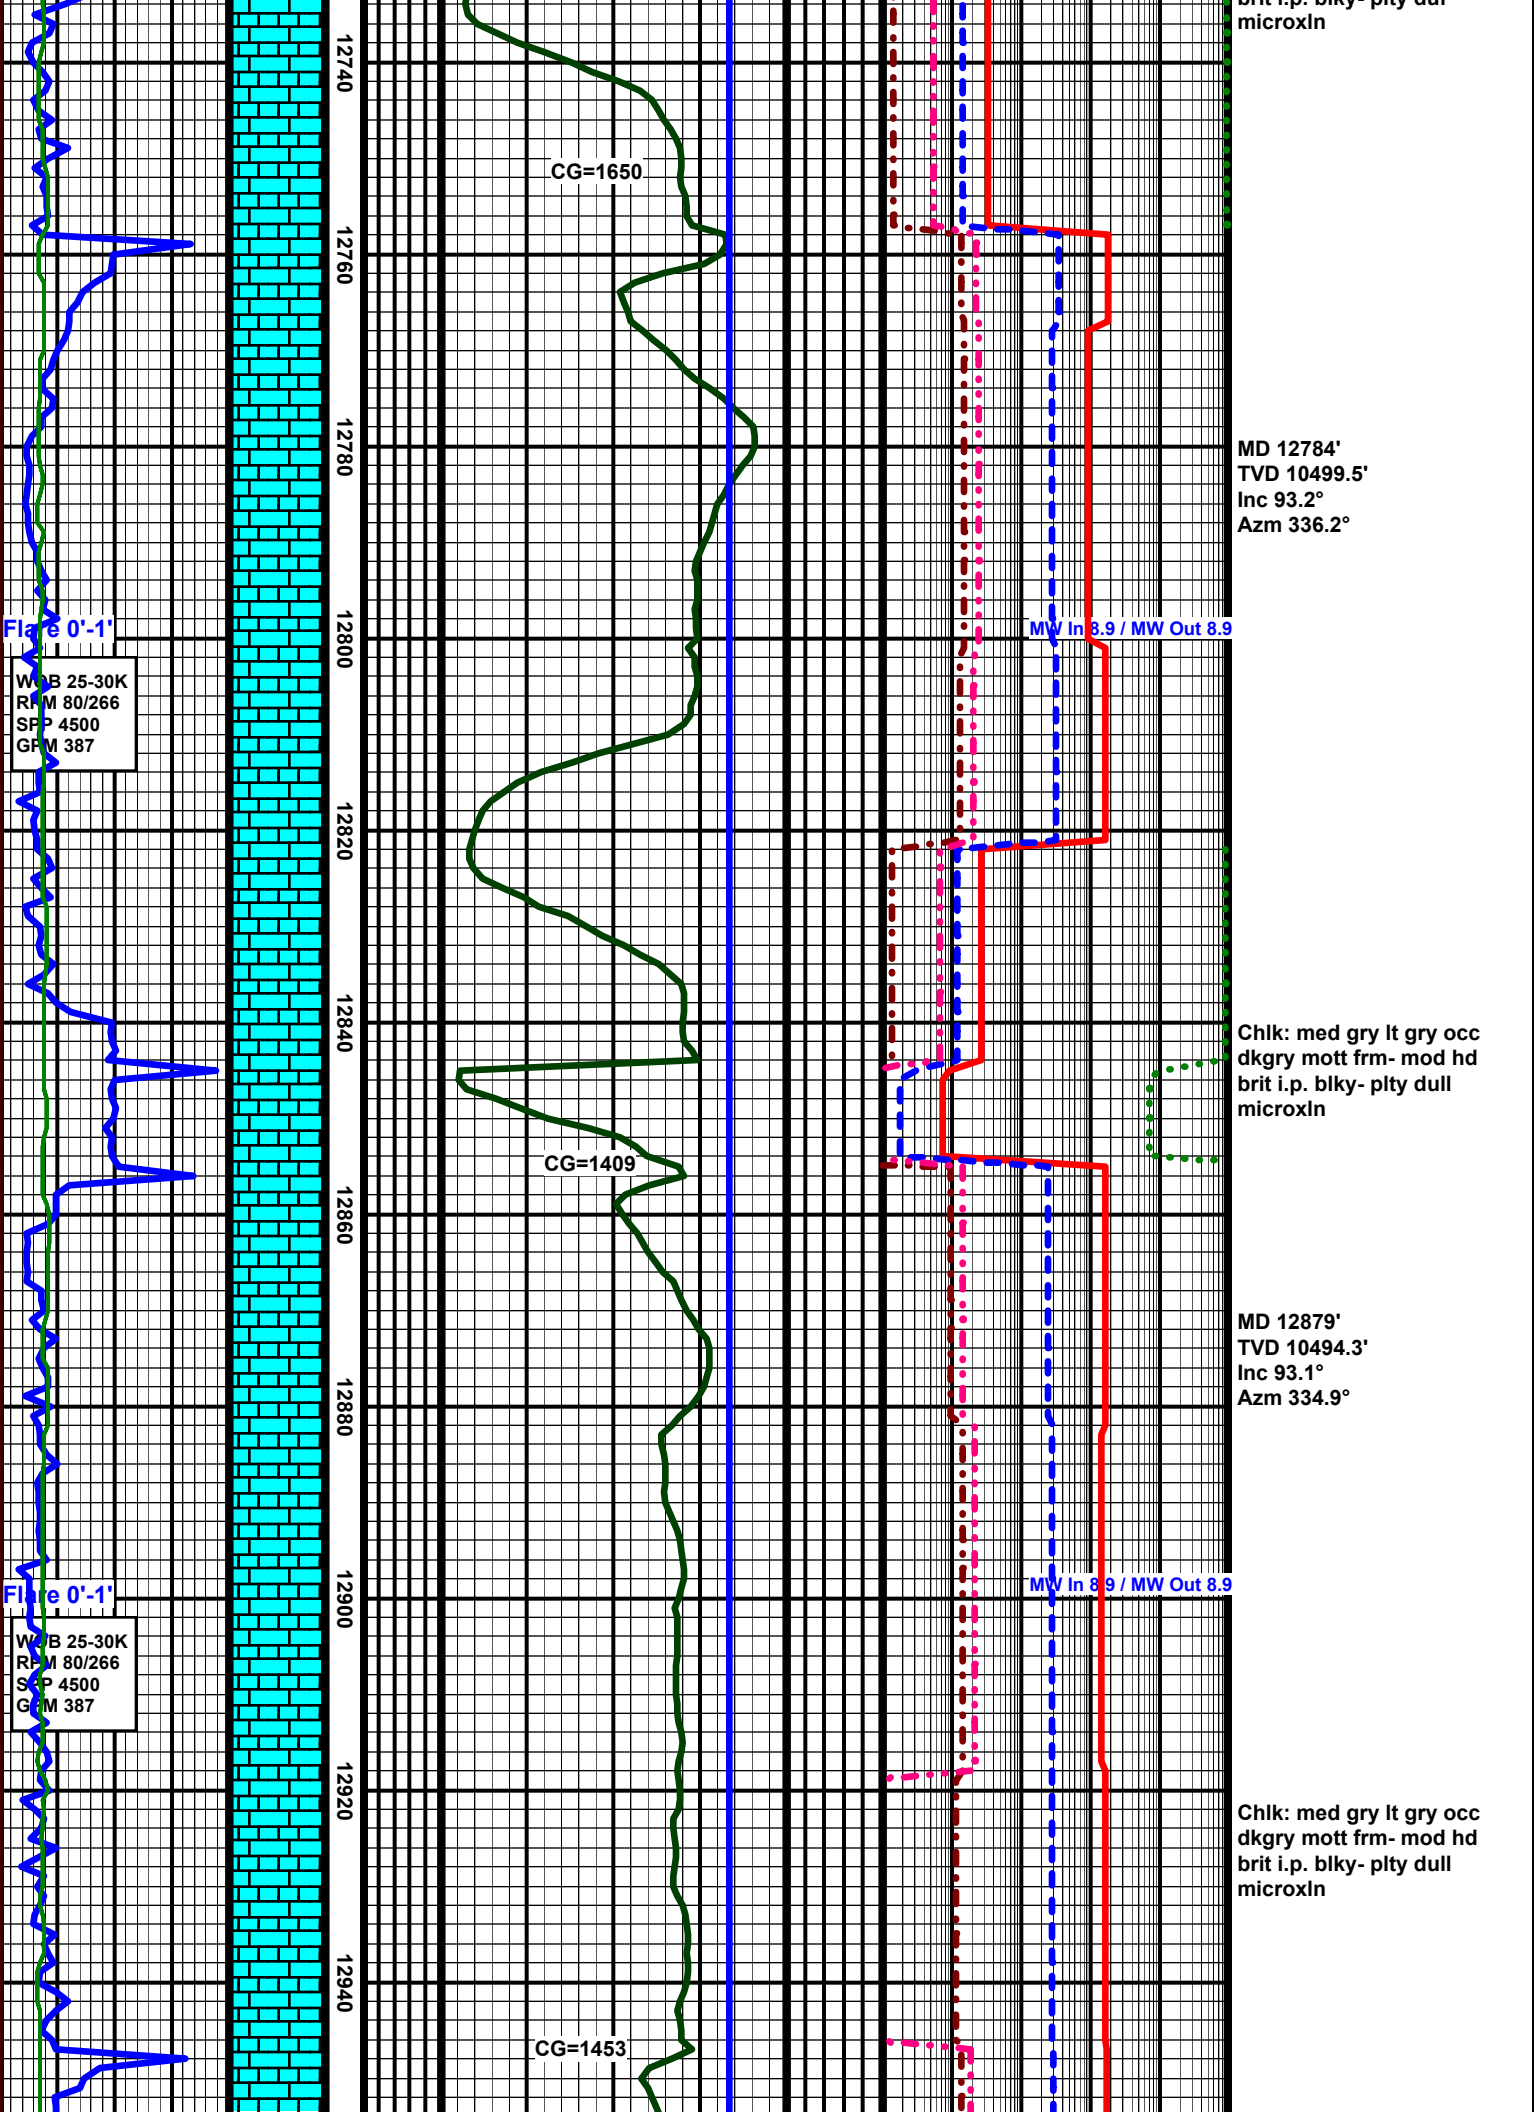 brit i.p. blky- plty dul
microxln
12740
CG=1650
12760
MD 12784'
TVD 10499.5'
Inc 93.2°
Azm 336.2°
12780
Flare 0'-1'
MW In 8.9 / MW Out 8.9
12800
WOB 25-30K
RPM 80/266
SPP 4500
GPM 387
12820
12840
Chlk: med gry lt gry occ
dkgry mott frm- mod hd
brit i.p. blky- plty dull
microxln
CG=1409
12860
MD 12879'
TVD 10494.3'
Inc 93.1°
Azm 334.9°
12880
Flare 0'-1'
MW In 8.9 / MW Out 8.9
12900
WOB 25-30K
RPM 80/266
SPP 4500
GPM 387
12920
Chlk: med gry lt gry occ
dkgry mott frm- mod hd
brit i.p. blky- plty dull
microxln
12940
CG=1453